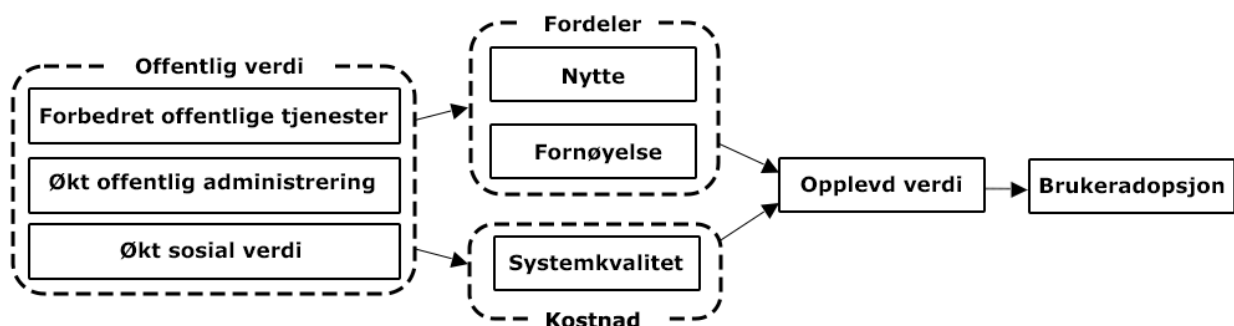 Offentlig verdi
Forbedret offentlige tjenester
Økt offentlig administrering
Økt sosial verdi
Fordeler
Nytte
Fornøyelse
Systemkvalitet
Kostnad
Opplevd verdi
Brukeradopsjon